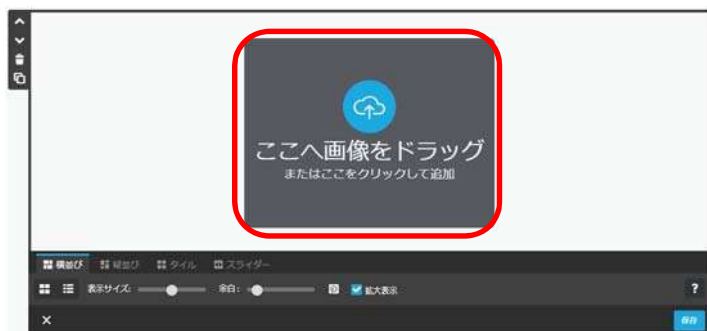 ここへ画像をドラッグ
またはここをクリックして追加
横並び 縦並び タイル スライダー
表示サイズ: 余白: 拡大表示 ?
保存